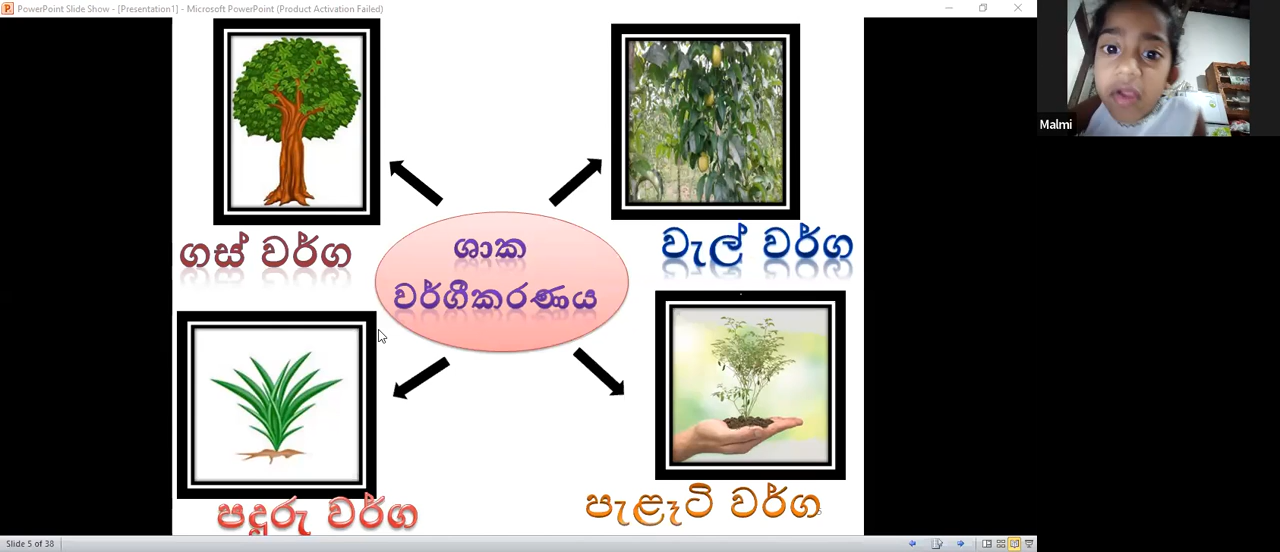 PowerPoint Slide Show - [Presentation1] - Microsoft PowerPoint (Product Activation Failed)
Malmi
ශාක
වර්ගීකරණය
ගස් වර්ග
වැල් වර්ග
පඳුරු වර්ග
පැළෑටි වර්ග
5
Slide 5 of 38